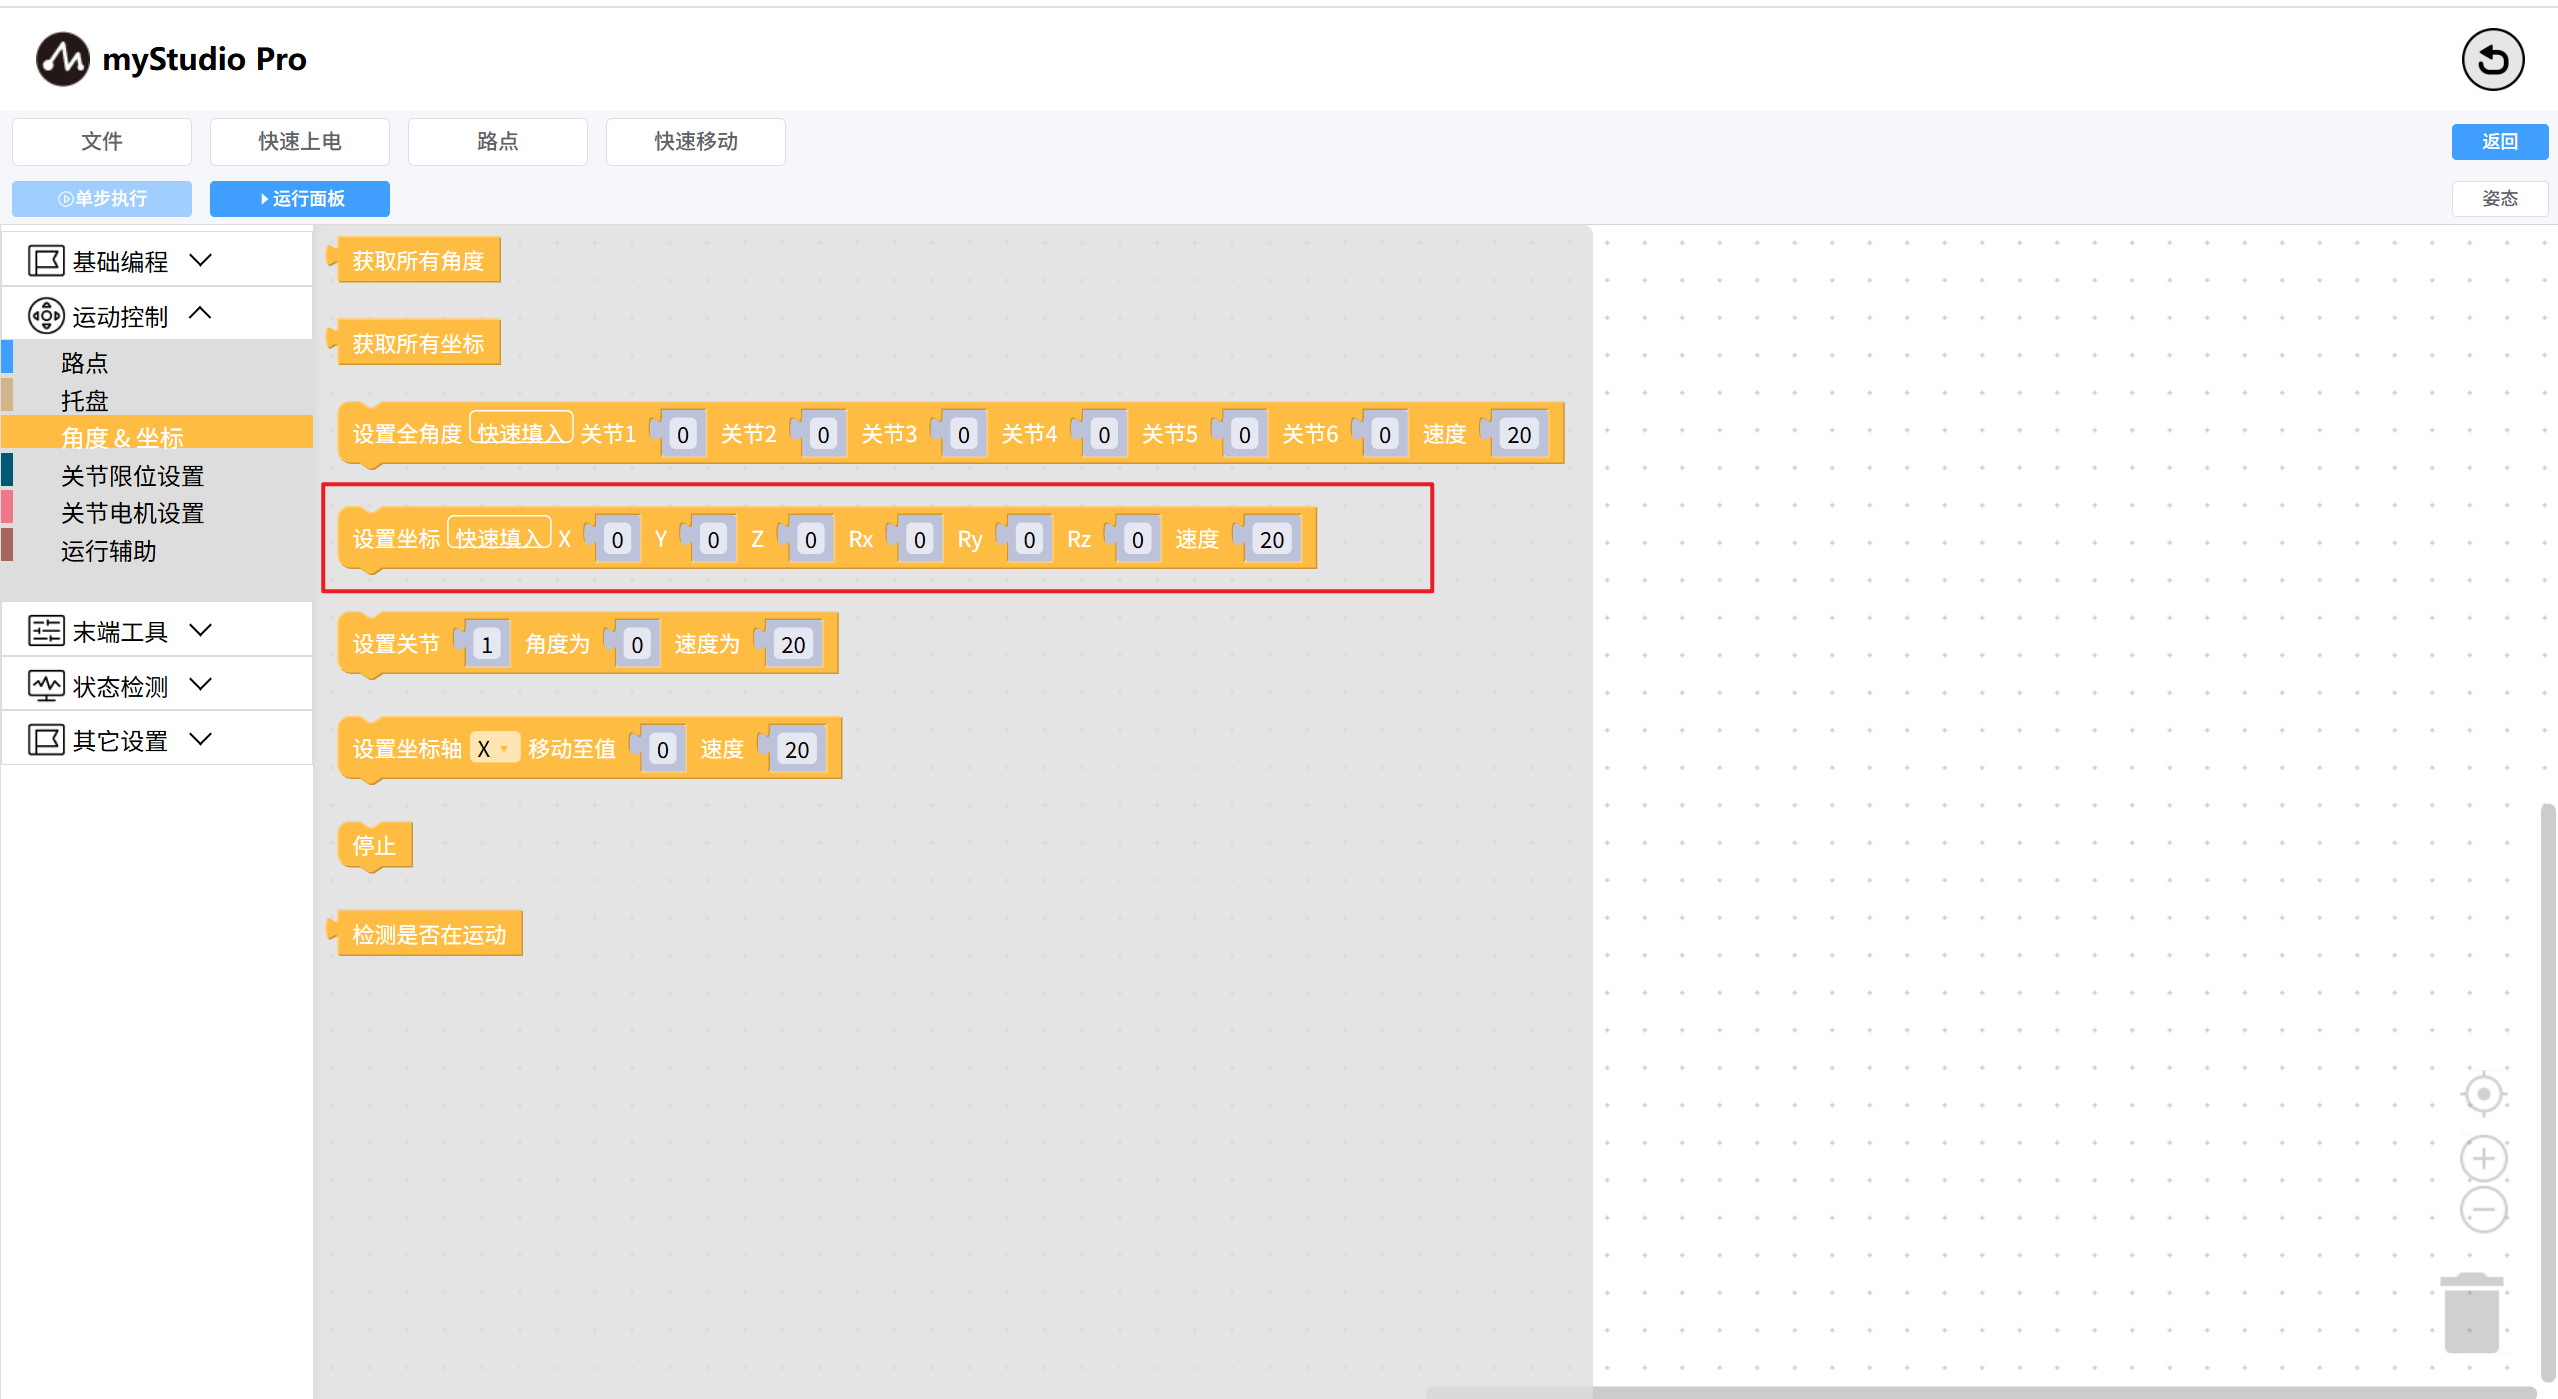 myStudio Pro
文件 快速上电 路点 快速移动 返回
单步执行 运行面板 姿态
基础编程
运动控制
路点
托盘
角度 & 坐标
关节限位设置
关节电机设置
运行辅助
末端工具
状态检测
其它设置
获取所有角度
获取所有坐标
设置全角度 快速填入 关节1 0 关节2 0 关节3 0 关节4 0 关节5 0 关节6 0 速度 20
设置坐标 快速填入 X 0 Y 0 Z 0 Rx 0 Ry 0 Rz 0 速度 20
设置关节 1 角度为 0 速度为 20
设置坐标轴 X 移动至值 0 速度 20
停止
检测是否在运动